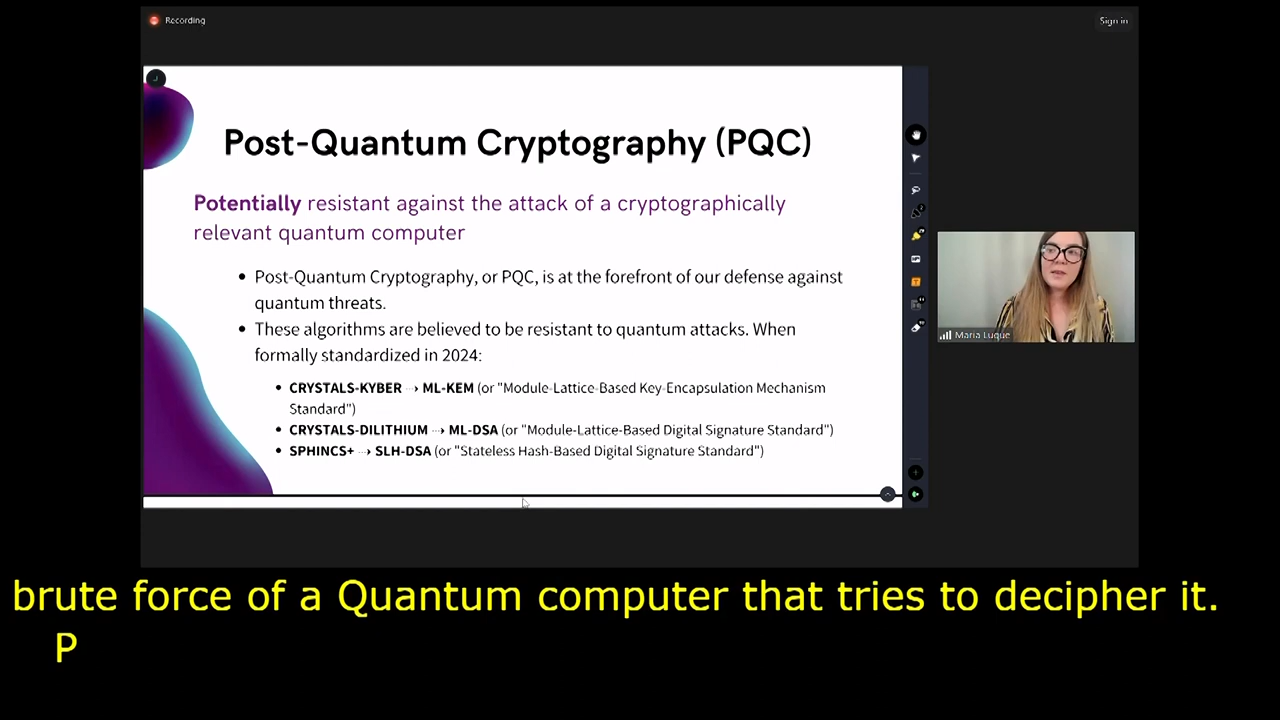 Recording
Sign in
Post-Quantum Cryptography (PQC)
Potentially resistant against the attack of a cryptographically
relevant quantum computer
• Post-Quantum Cryptography, or PQC, is at the forefront of our defense against
quantum threats.
• These algorithms are believed to be resistant to quantum attacks. When
formally standardized in 2024:
• CRYSTALS-KYBER ⇢ ML-KEM (or "Module-Lattice-Based Key-Encapsulation Mechanism
Standard")
• CRYSTALS-DILITHIUM ⇢ ML-DSA (or "Module-Lattice-Based Digital Signature Standard")
• SPHINCS+ ⇢ SLH-DSA (or "Stateless Hash-Based Digital Signature Standard")
Maria Luque
brute force of a Quantum computer that tries to decipher it.
P